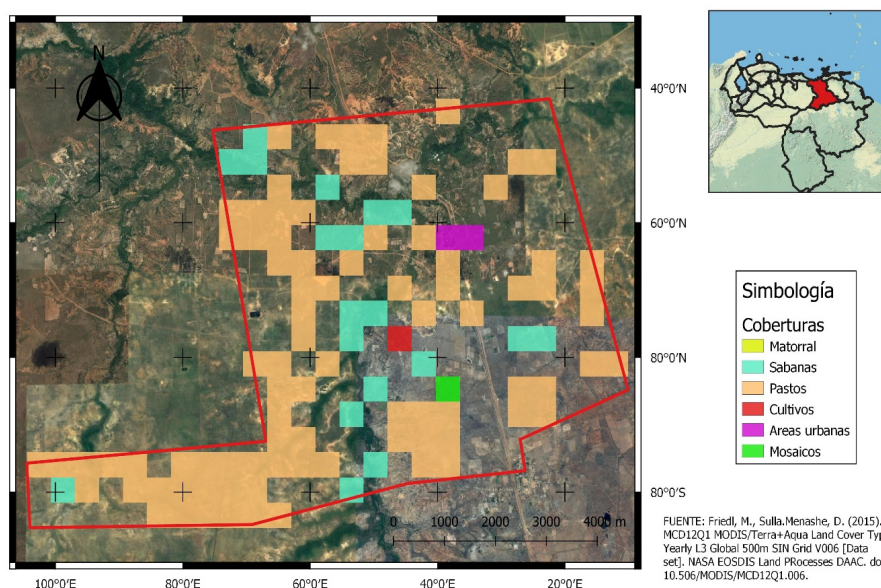 N
40°0'N
60°0'N
80°0'N
80°0'S
100°0'E
80°0'E
60°0'E
40°0'E
20°0'E
0 1000 2000 3000 4000 m
Simbología
Coberturas
Matorral
Sabanas
Pastos
Cultivos
Areas urbanas
Mosaicos
FUENTE: Friedl, M., Sulla.Menashe, D. (2015).
MCD12Q1 MODIS/Terra+Aqua Land Cover Typ
Yearly L3 Global 500m SIN Grid V006 [Data
set]. NASA EOSDIS Land PRocesses DAAC. do
10.506/MODIS/MCD12Q1.006.